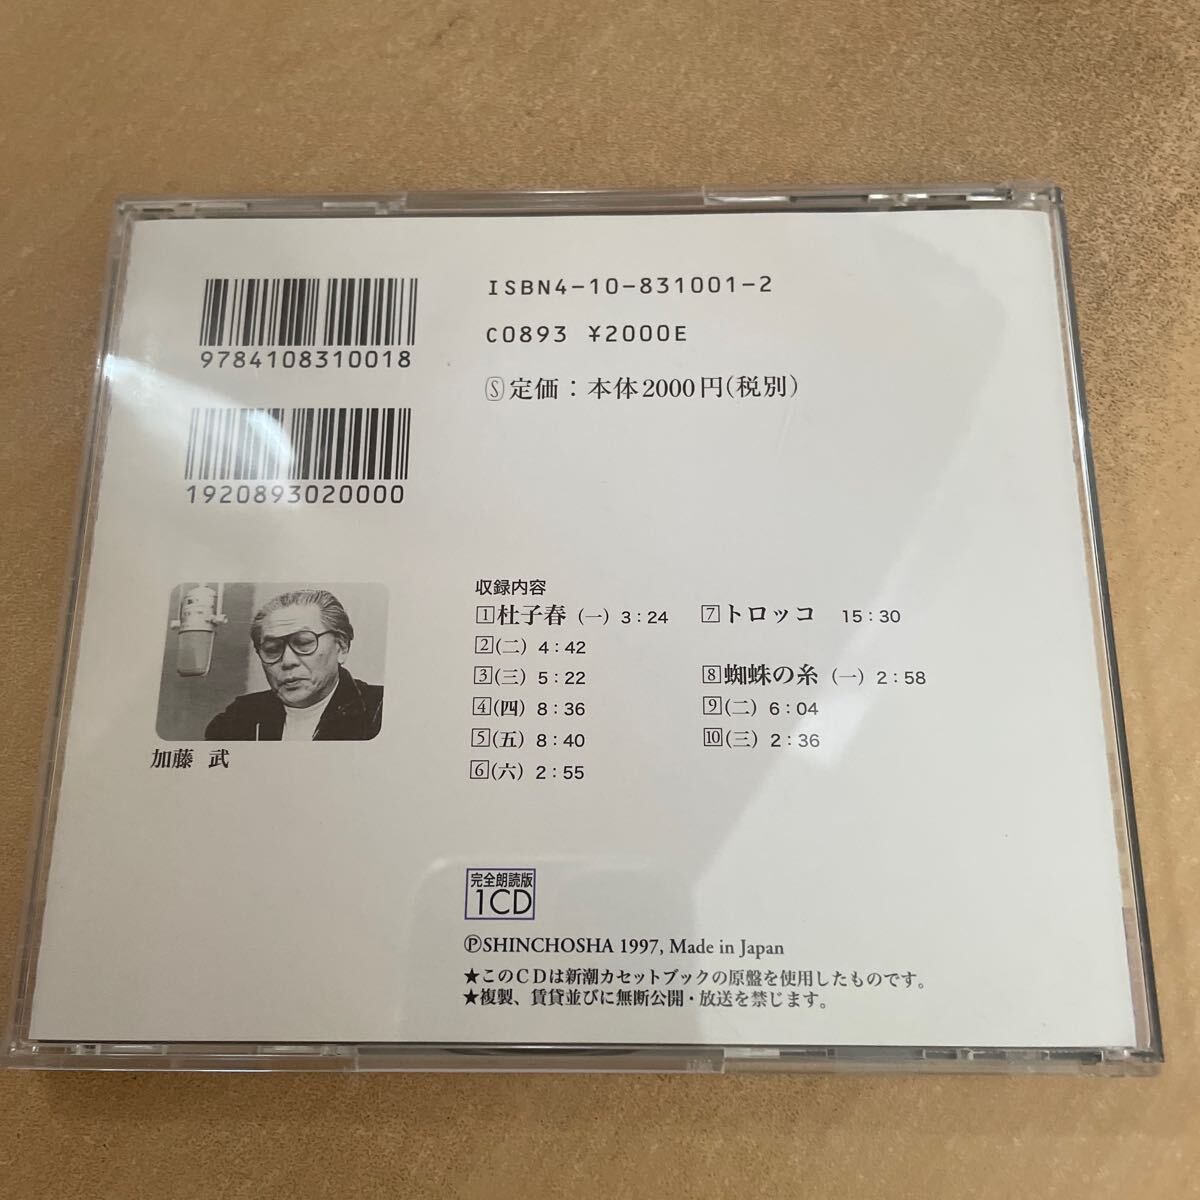 ISBN4-10-831001-2
9784108310018
C0893 ¥2000E
Ⓢ定価：本体2000円(税別)
1920893020000
加藤 武
収録内容
1 杜子春 (一) 3：24
2 (二) 4：42
3 (三) 5：22
4 (四) 8：36
5 (五) 8：40
6 (六) 2：55
7 トロッコ 15：30
8 蜘蛛の糸 (一) 2：58
9 (二) 6：04
10 (三) 2：36
完全朗読版
1CD
ⓅSHINCHOSHA 1997, Made in Japan
★このCDは新潮カセットブックの原盤を使用したものです。
★複製、賃貸並びに無断公開・放送を禁じます。